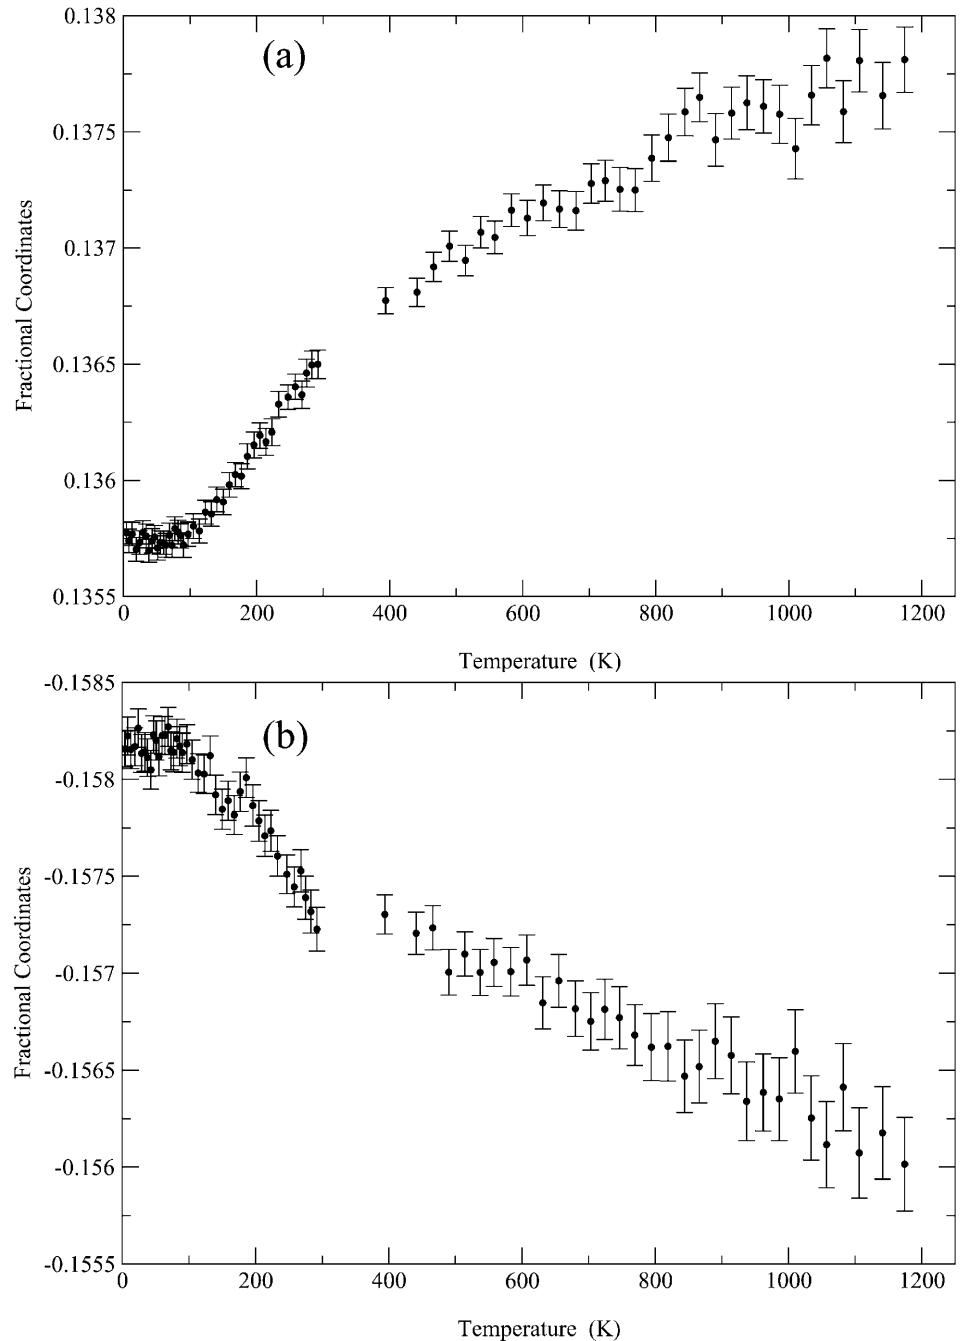 0.138
(a)
0.1375
0.137
Fractional Coordinates
0.1365
0.136
0.1355
0 200 400 600 800 1000 1200
Temperature (K)
-0.1585
(b)
-0.158
-0.1575
Fractional Coordinates
-0.157
-0.1565
-0.156
-0.1555
0 200 400 600 800 1000 1200
Temperature (K)